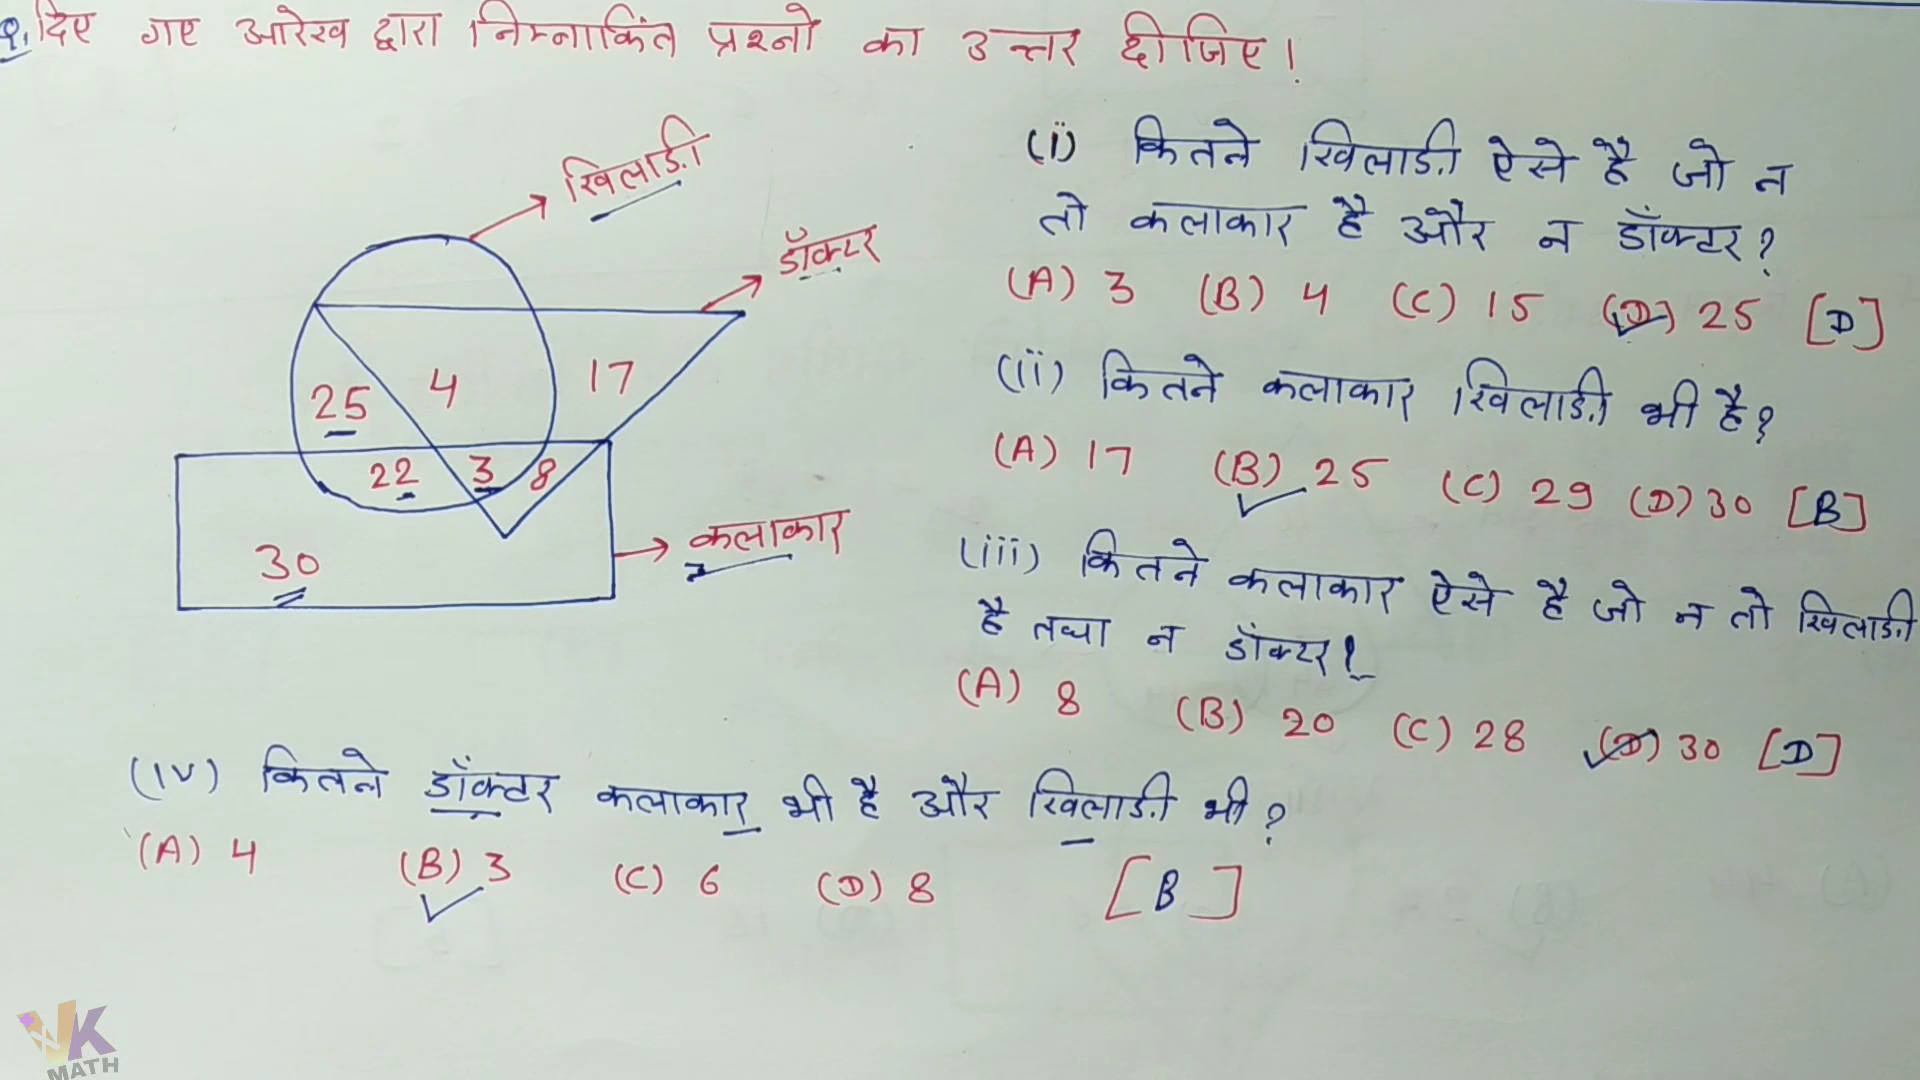 Q. दिए गए आरेख द्वारा निम्नांकित प्रश्नो का उत्तर दीजिए।
खिलाड़ी
डॉक्टर
25 4 17
22 3 8
30
कलाकार
(i) कितने खिलाड़ी ऐसे है जो न
तो कलाकार है और न डॉक्टर?
(A) 3 (B) 4 (C) 15 (D) 25 [D]
(ii) कितने कलाकार खिलाड़ी भी है?
(A) 17 (B) 25 (C) 29 (D) 30 [B]
(iii) कितने कलाकार ऐसे है जो न तो खिलाड़ी
है तथा न डॉक्टर?
(A) 8 (B) 20 (C) 28 (D) 30 [D]
(iv) कितने डॉक्टर कलाकार भी है और खिलाड़ी भी?
(A) 4 (B) 3 (C) 6 (D) 8 [B]
VK
MATH